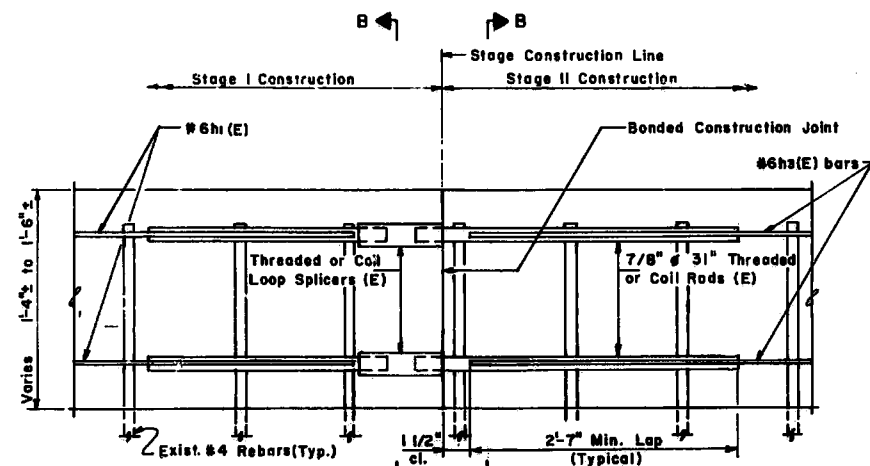 B B
Stage Construction Line
Stage I Construction
Stage II Construction
#6h1(E)
Bonded Construction Joint
#6h3(E) bars
Varies 1'-4"± to 1'-6"±
Threaded or Coil
Loop Splicers (E)
7/8" ø 31" Threaded
or Coil Rods (E)
Exist. #4 Rebars(Typ.)
1 1/2"
cl.
2'-7" Min. Lap
(Typical)